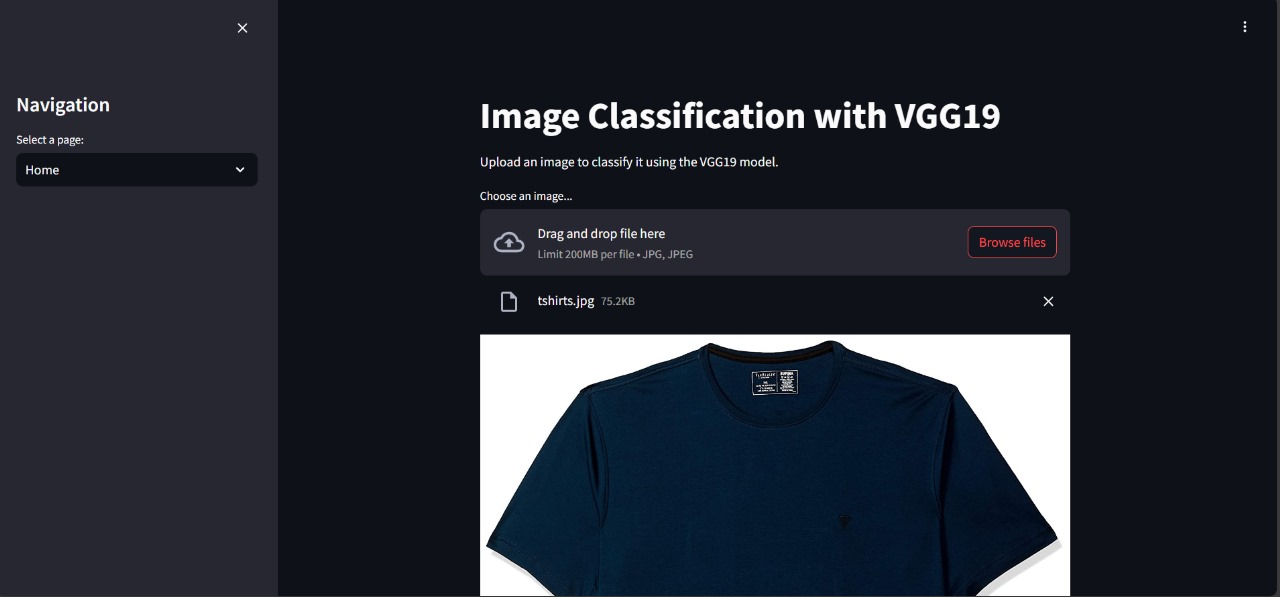 Navigation
Select a page:
Home
Image Classification with VGG19
Upload an image to classify it using the VGG19 model.
Choose an image...
Drag and drop file here
Limit 200MB per file • JPG, JPEG
Browse files
tshirts.jpg 75.2KB